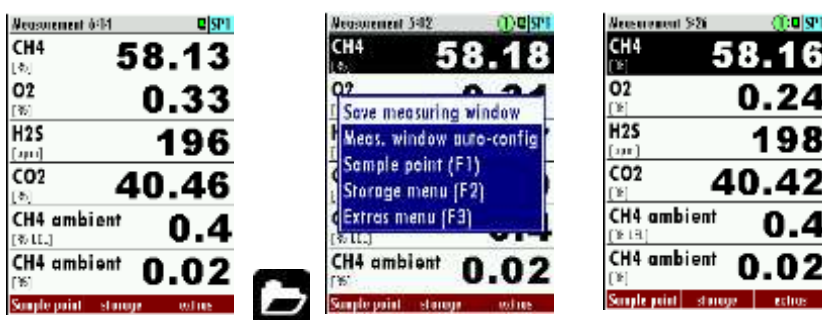 Measurement
SP1
CH4
58.13
[%]
O2
0.33
[%]
H2S
196
[ppm]
CO2
40.46
[%]
CH4 ambient
0.4
CH4 ambient
0.02
[%]
Sample point storage extras
Measurement 5:02
SP1
CH4
58.18
[%]
O2
Save measuring window
Meas. window auto-config
Sample point (F1)
Storage menu (F2)
Extras menu (F3)
CH4 ambient
0.02
[%]
Sample point storage extras
Measurement 5:26
SP1
CH4
58.16
[%]
O2
0.24
[%]
H2S
198
[ppm]
CO2
40.42
[%]
CH4 ambient
0.4
[% LEL]
CH4 ambient
0.02
[%]
Sample point storage extras